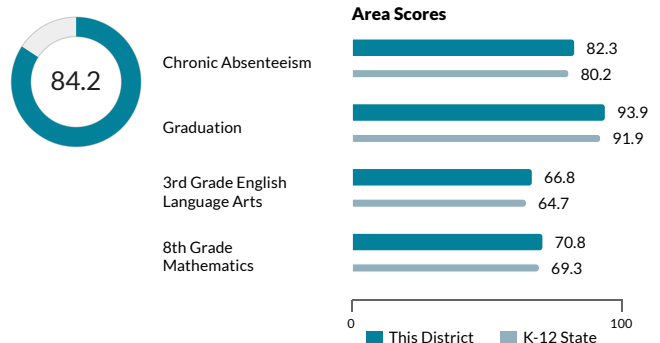 84.2
Area Scores
Chronic Absenteeism
82.3
80.2
Graduation
93.9
91.9
3rd Grade English
Language Arts
66.8
64.7
8th Grade
Mathematics
70.8
69.3
0
100
This District
K-12 State